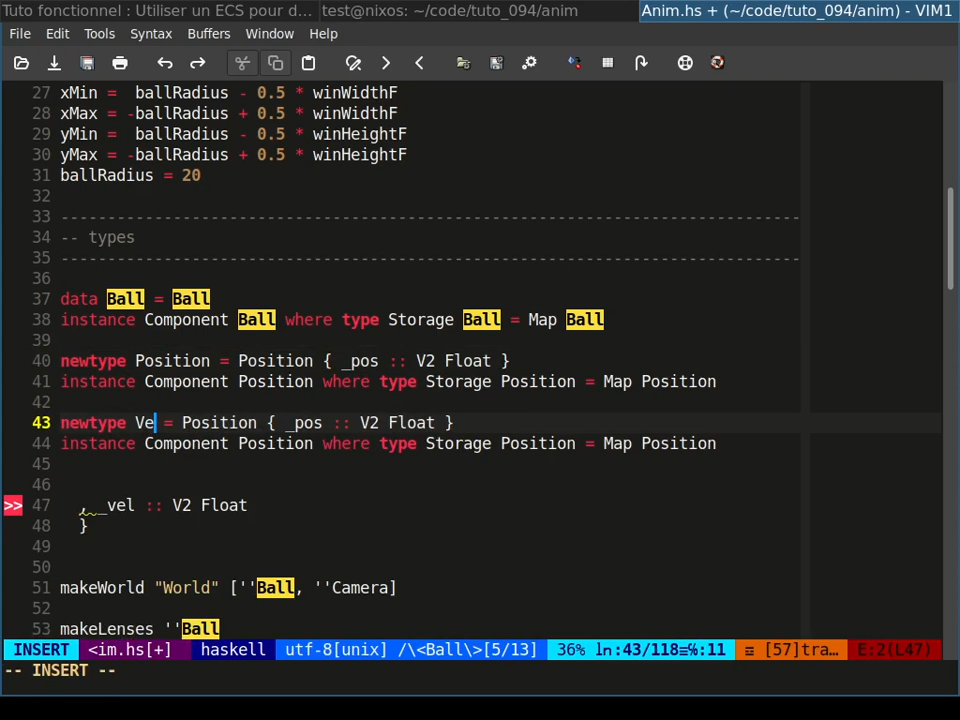 Tuto fonctionnel : Utiliser un ECS pour d... test@nixos: ~/code/tuto_094/anim Anim.hs + (~/code/tuto_094/anim) - VIM1
File Edit Tools Syntax Buffers Window Help
27 xMin =  ballRadius - 0.5 * winWidthF
28 xMax = -ballRadius + 0.5 * winWidthF
29 yMin =  ballRadius - 0.5 * winHeightF
30 yMax = -ballRadius + 0.5 * winHeightF
31 ballRadius = 20
32
33 -------------------------------------------------------------------------------
34 -- types
35 -------------------------------------------------------------------------------
36
37 data Ball = Ball
38 instance Component Ball where type Storage Ball = Map Ball
39
40 newtype Position = Position { _pos :: V2 Float }
41 instance Component Position where type Storage Position = Map Position
42
43 newtype Ve = Position { _pos :: V2 Float }
44 instance Component Position where type Storage Position = Map Position
45
46
>> 47   , _vel :: V2 Float
48   }
49
50
51 makeWorld "World" [''Ball, ''Camera]
52
53 makeLenses ''Ball
INSERT <im.hs[+] haskell utf-8[unix] /\<Ball\>[5/13] 36% ln:43/118≡℅:11 ☲ [57]tra… E:2(L47)
-- INSERT --